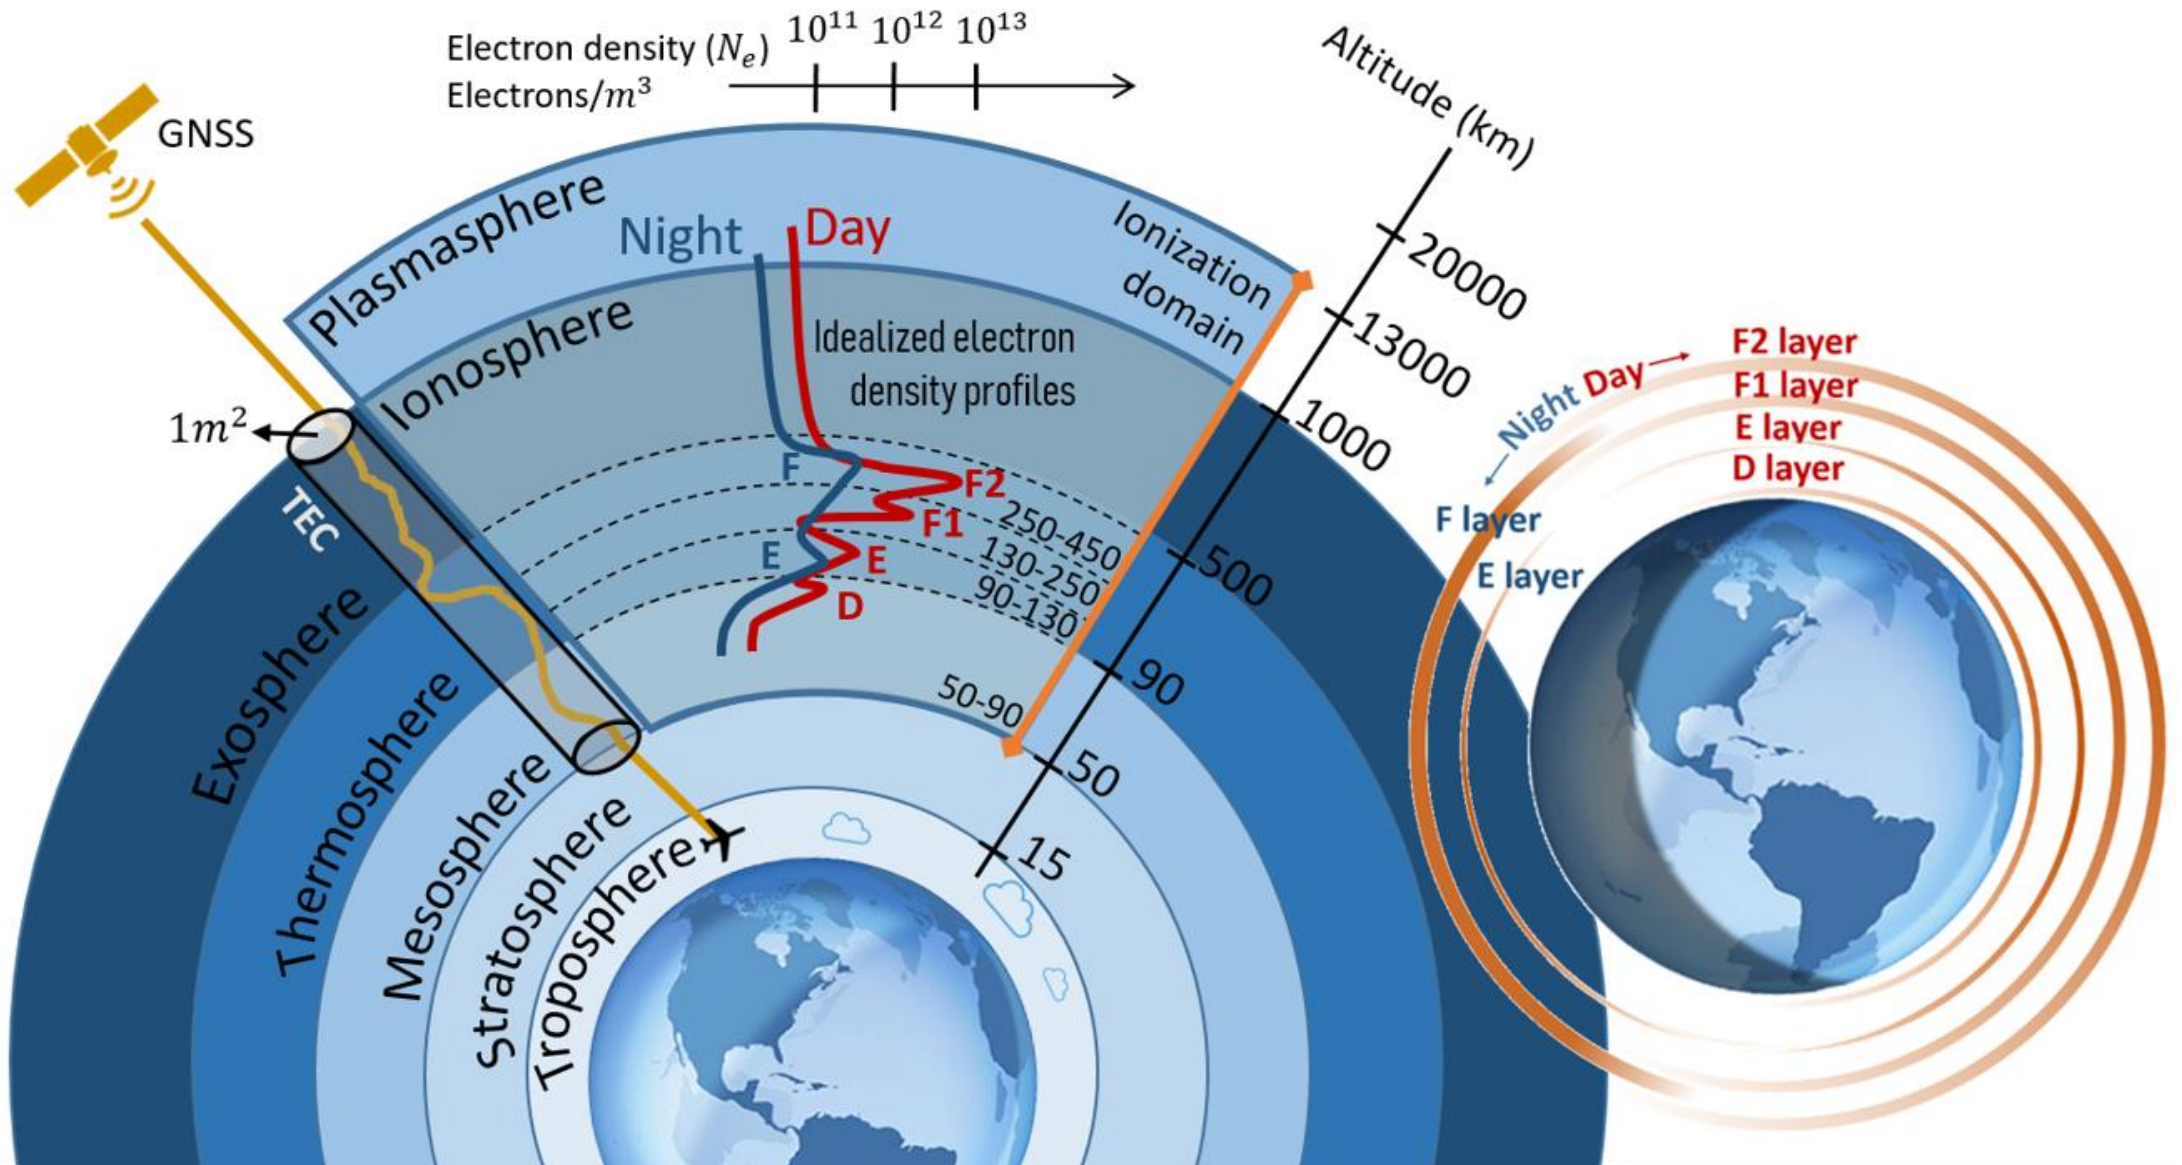 Electron density (Nₑ)
Electrons/m³
10¹¹ 10¹² 10¹³
Altitude (km)
GNSS
Plasmasphere
Night
Day
Ionization
domain
20000
13000
1000
500
90
50
15
Ionosphere
Idealized electron
density profiles
1m²
TEC
F
F2
F1
E
E
D
250-450
130-250
90-130
50-90
Exosphere
Thermosphere
Mesosphere
Stratosphere
Troposphere
Night Day
F2 layer
F1 layer
E layer
D layer
F layer
E layer